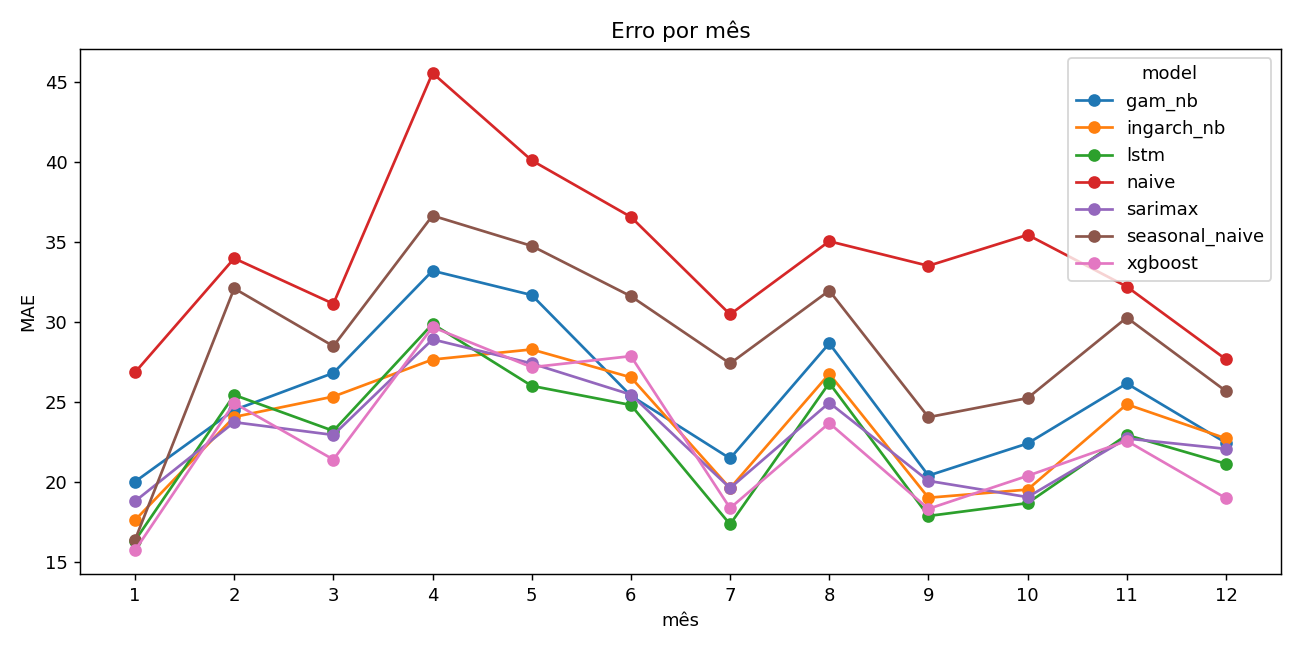 Erro por mês
model
gam_nb
ingarch_nb
lstm
naive
sarimax
seasonal_naive
xgboost
MAE
45
40
35
30
25
20
15
1 2 3 4 5 6 7 8 9 10 11 12
mês